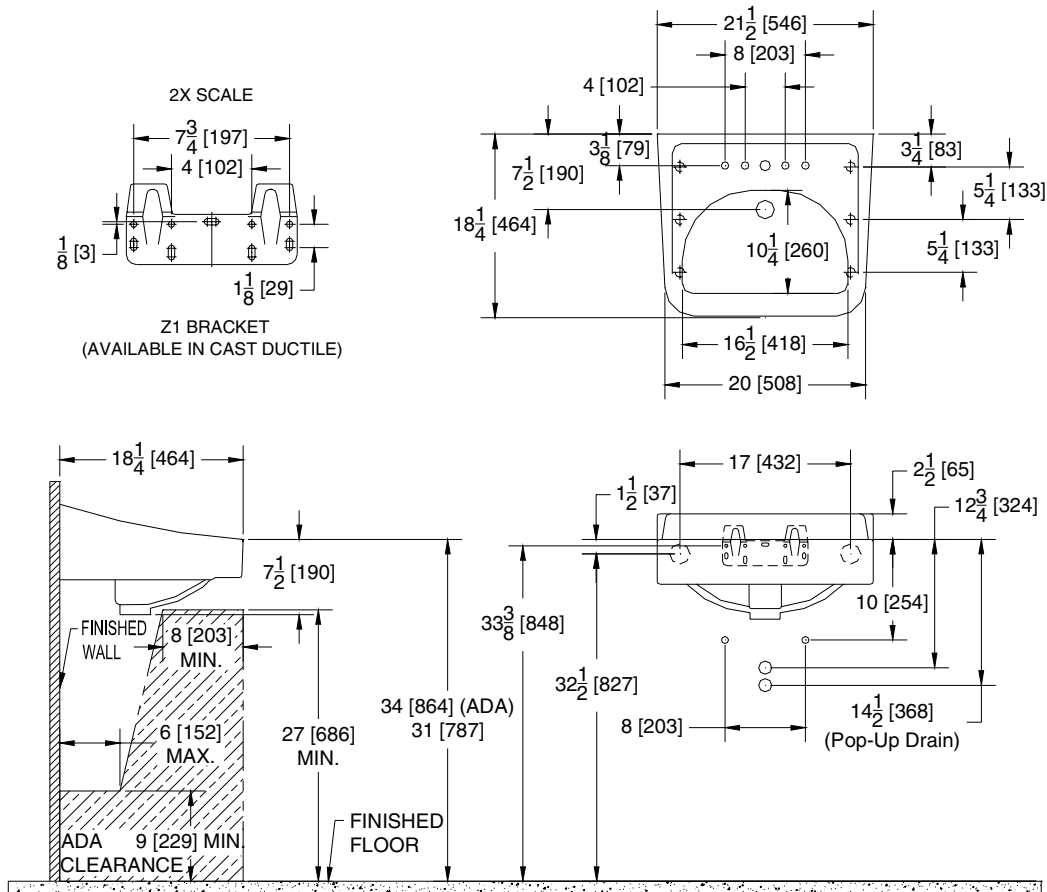 2X SCALE
7 3/4 [197]
4 [102]
1/8 [3]
1 1/8 [29]
Z1 BRACKET
(AVAILABLE IN CAST DUCTILE)
21 1/2 [546]
8 [203]
4 [102]
3 1/8 [79]
7 1/2 [190]
18 1/4 [464]
3 1/4 [83]
5 1/4 [133]
5 1/4 [133]
10 1/4 [260]
16 1/2 [418]
20 [508]
18 1/4 [464]
7 1/2 [190]
FINISHED
WALL
8 [203]
MIN.
6 [152]
MAX.
27 [686]
MIN.
34 [864] (ADA)
31 [787]
ADA
CLEARANCE
9 [229] MIN.
FINISHED
FLOOR
17 [432]
1 1/2 [37]
2 1/2 [65]
12 3/4 [324]
10 [254]
33 3/8 [848]
32 1/2 [827]
8 [203]
14 1/2 [368]
(Pop-Up Drain)